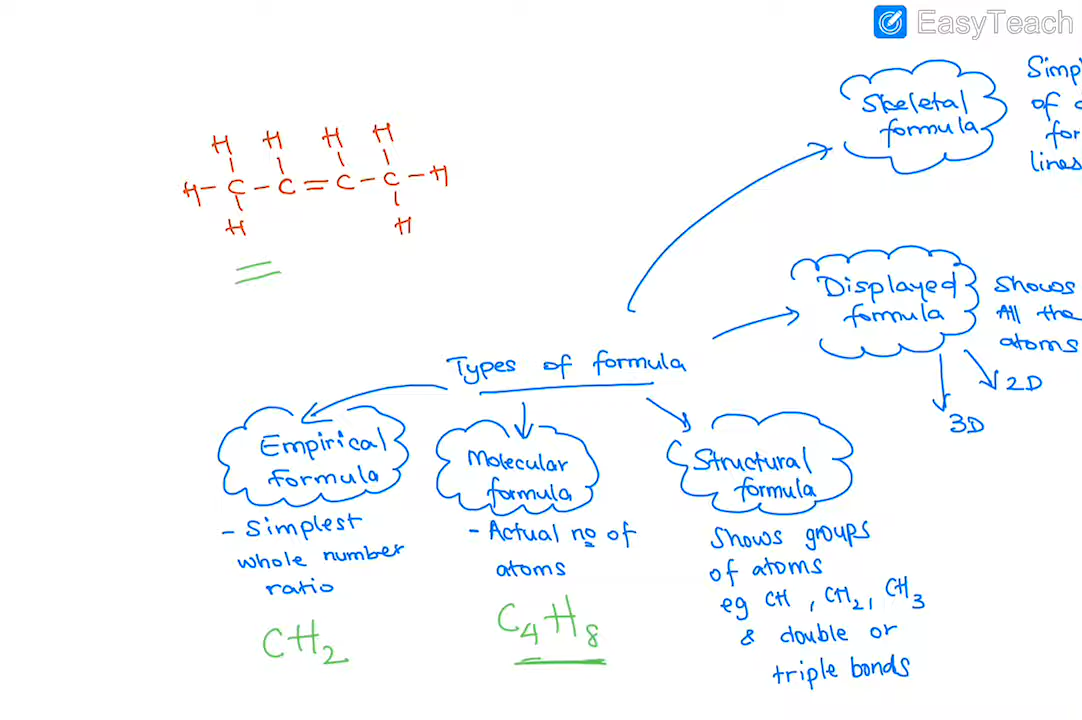 EasyTeach
Simpl
Skeletal
formula
of
for
lines
H H H H
H-C-C=C-C-H
H H
Displayed
formula
shows
All the
atoms
2D
3D
Types of formula
Empirical
formula
- Simplest
whole number
ratio
CH2
Molecular
formula
- Actual no of
atoms
C4H8
Structural
formula
Shows groups
of atoms
eg CH, CH2, CH3
& double or
triple bonds